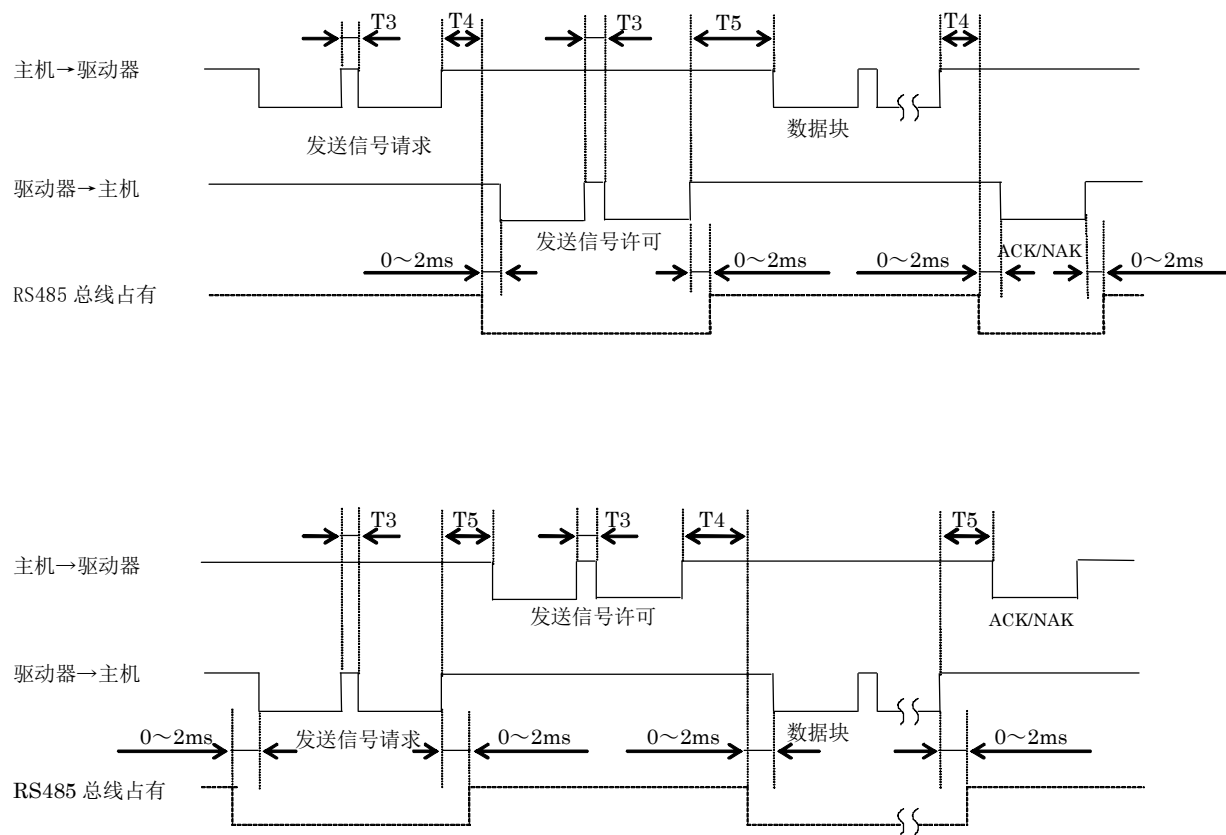 T3 T4 T3 T5 T4
主机→驱动器
发送信号请求 数据块
驱动器→主机
发送信号许可 ACK/NAK
0～2ms 0～2ms 0～2ms 0～2ms
RS485 总线占有
T3 T5 T3 T4 T5
主机→驱动器
发送信号许可 ACK/NAK
驱动器→主机
0～2ms 发送信号请求 0～2ms 0～2ms 数据块 0～2ms
RS485 总线占有